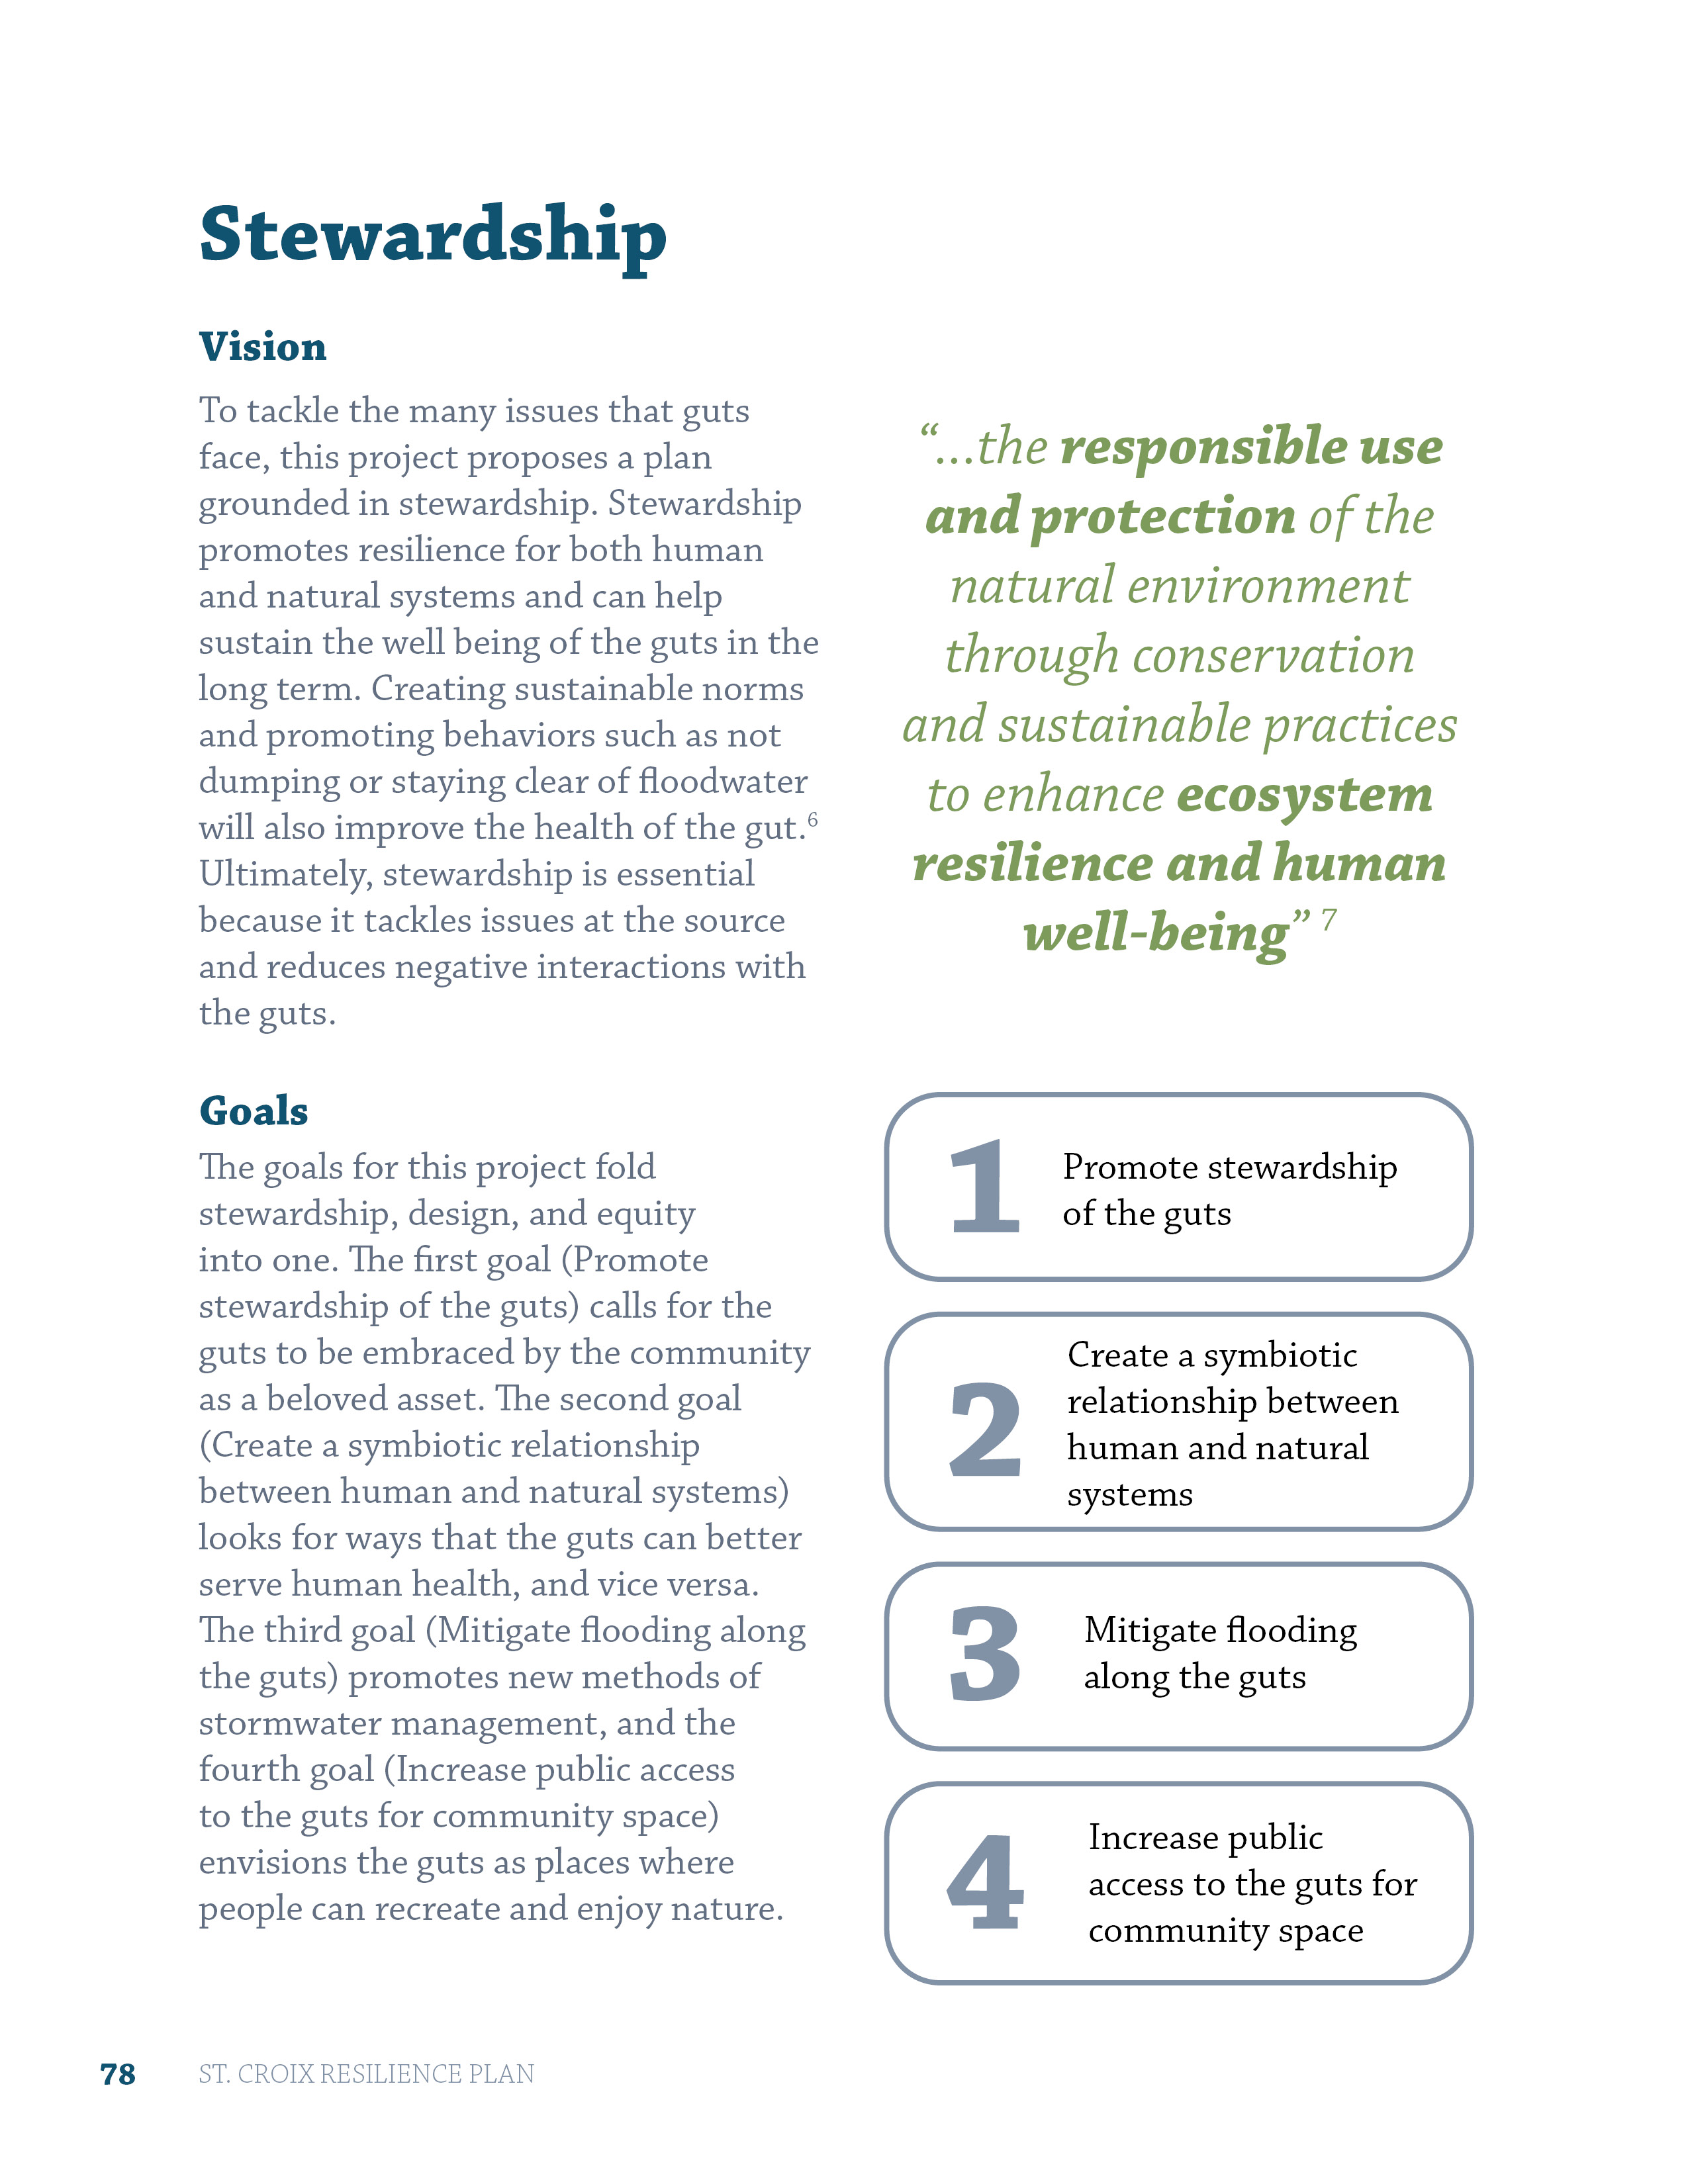 Stewardship
Vision
To tackle the many issues that guts
face, this project proposes a plan
grounded in stewardship. Stewardship
promotes resilience for both human
and natural systems and can help
sustain the well being of the guts in the
long term. Creating sustainable norms
and promoting behaviors such as not
dumping or staying clear of floodwater
will also improve the health of the gut.6
Ultimately, stewardship is essential
because it tackles issues at the source
and reduces negative interactions with
the guts.
“…the responsible use
and protection of the
natural environment
through conservation
and sustainable practices
to enhance ecosystem
resilience and human
well-being” 7
Goals
The goals for this project fold
stewardship, design, and equity
into one. The first goal (Promote
stewardship of the guts) calls for the
guts to be embraced by the community
as a beloved asset. The second goal
(Create a symbiotic relationship
between human and natural systems)
looks for ways that the guts can better
serve human health, and vice versa.
The third goal (Mitigate flooding along
the guts) promotes new methods of
stormwater management, and the
fourth goal (Increase public access
to the guts for community space)
envisions the guts as places where
people can recreate and enjoy nature.
1
Promote stewardship
of the guts
2
Create a symbiotic
relationship between
human and natural
systems
3
Mitigate flooding
along the guts
4
Increase public
access to the guts for
community space
78 ST. CROIX RESILIENCE PLAN